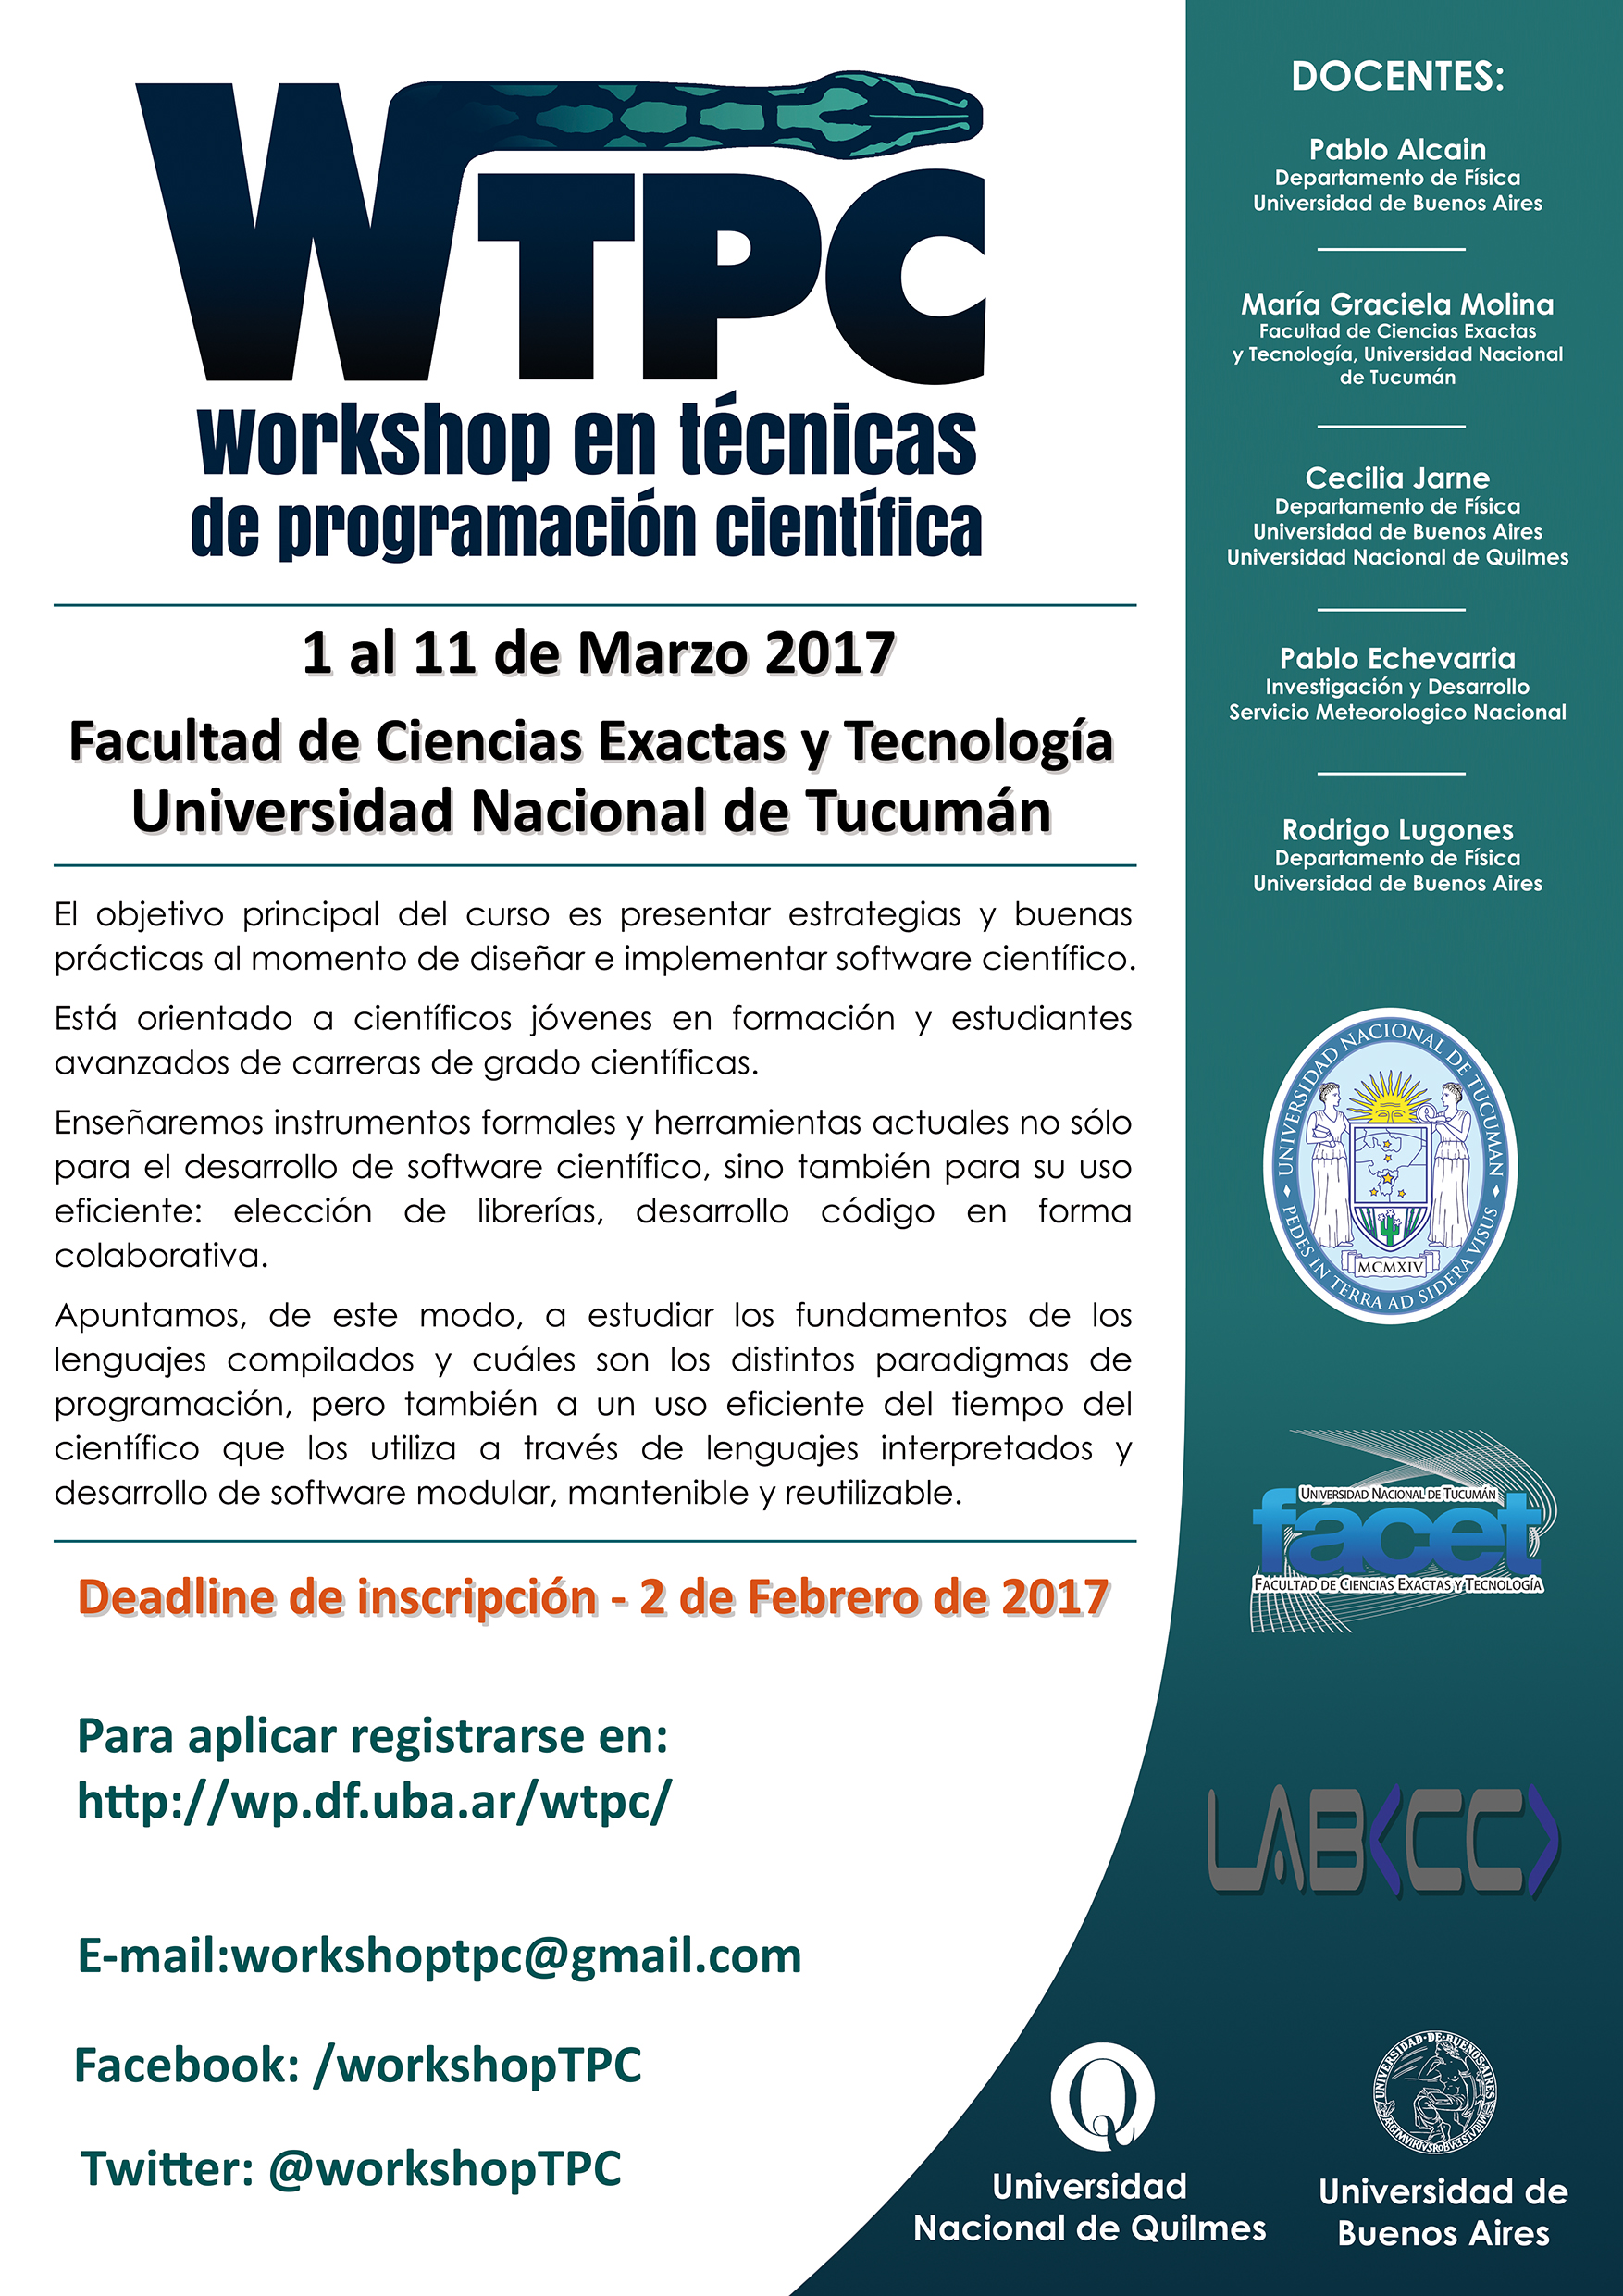 WTPC
workshop en técnicas
de programación científica
1 al 11 de Marzo 2017
Facultad de Ciencias Exactas y Tecnología
Universidad Nacional de Tucumán
El objetivo principal del curso es presentar estrategias y buenas
prácticas al momento de diseñar e implementar software científico.
Está orientado a científicos jóvenes en formación y estudiantes
avanzados de carreras de grado científicas.
Enseñaremos instrumentos formales y herramientas actuales no sólo
para el desarrollo de software científico, sino también para su uso
eficiente: elección de librerías, desarrollo código en forma
colaborativa.
Apuntamos, de este modo, a estudiar los fundamentos de los
lenguajes compilados y cuáles son los distintos paradigmas de
programación, pero también a un uso eficiente del tiempo del
científico que los utiliza a través de lenguajes interpretados y
desarrollo de software modular, mantenible y reutilizable.
Deadline de inscripción - 2 de Febrero de 2017
Para aplicar registrarse en:
http://wp.df.uba.ar/wtpc/
E-mail:workshoptpc@gmail.com
Facebook: /workshopTPC
Twitter: @workshopTPC
DOCENTES:
Pablo Alcain
Departamento de Física
Universidad de Buenos Aires
María Graciela Molina
Facultad de Ciencias Exactas
y Tecnología, Universidad Nacional
de Tucumán
Cecilia Jarne
Departamento de Física
Universidad de Buenos Aires
Universidad Nacional de Quilmes
Pablo Echevarria
Investigación y Desarrollo
Servicio Meteorologico Nacional
Rodrigo Lugones
Departamento de Física
Universidad de Buenos Aires
UNIVERSIDAD NACIONAL DE TUCUMAN
PEDES IN TERRA AD SIDERA VISUS
MCMXIV
UNIVERSIDAD NACIONAL DE TUCUMÁN
facet
FACULTAD DE CIENCIAS EXACTAS Y TECNOLOGÍA
LAB<CC>
Q
Universidad
Nacional de Quilmes
UNIVERSIDAD·DE·BUENOS·AIRES
Universidad de
Buenos Aires